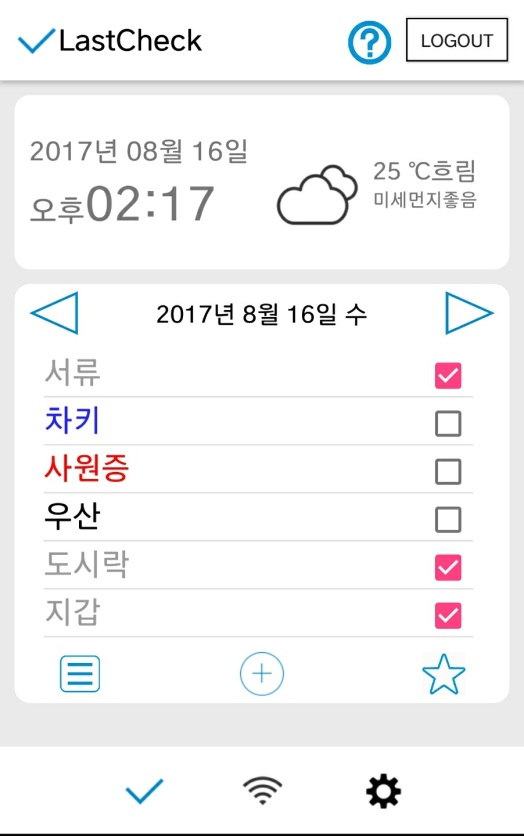 LastCheck
LOGOUT
2017년 08월 16일
오후02:17
25 ℃흐림
미세먼지좋음
2017년 8월 16일 수
서류
차키
사원증
우산
도시락
지갑